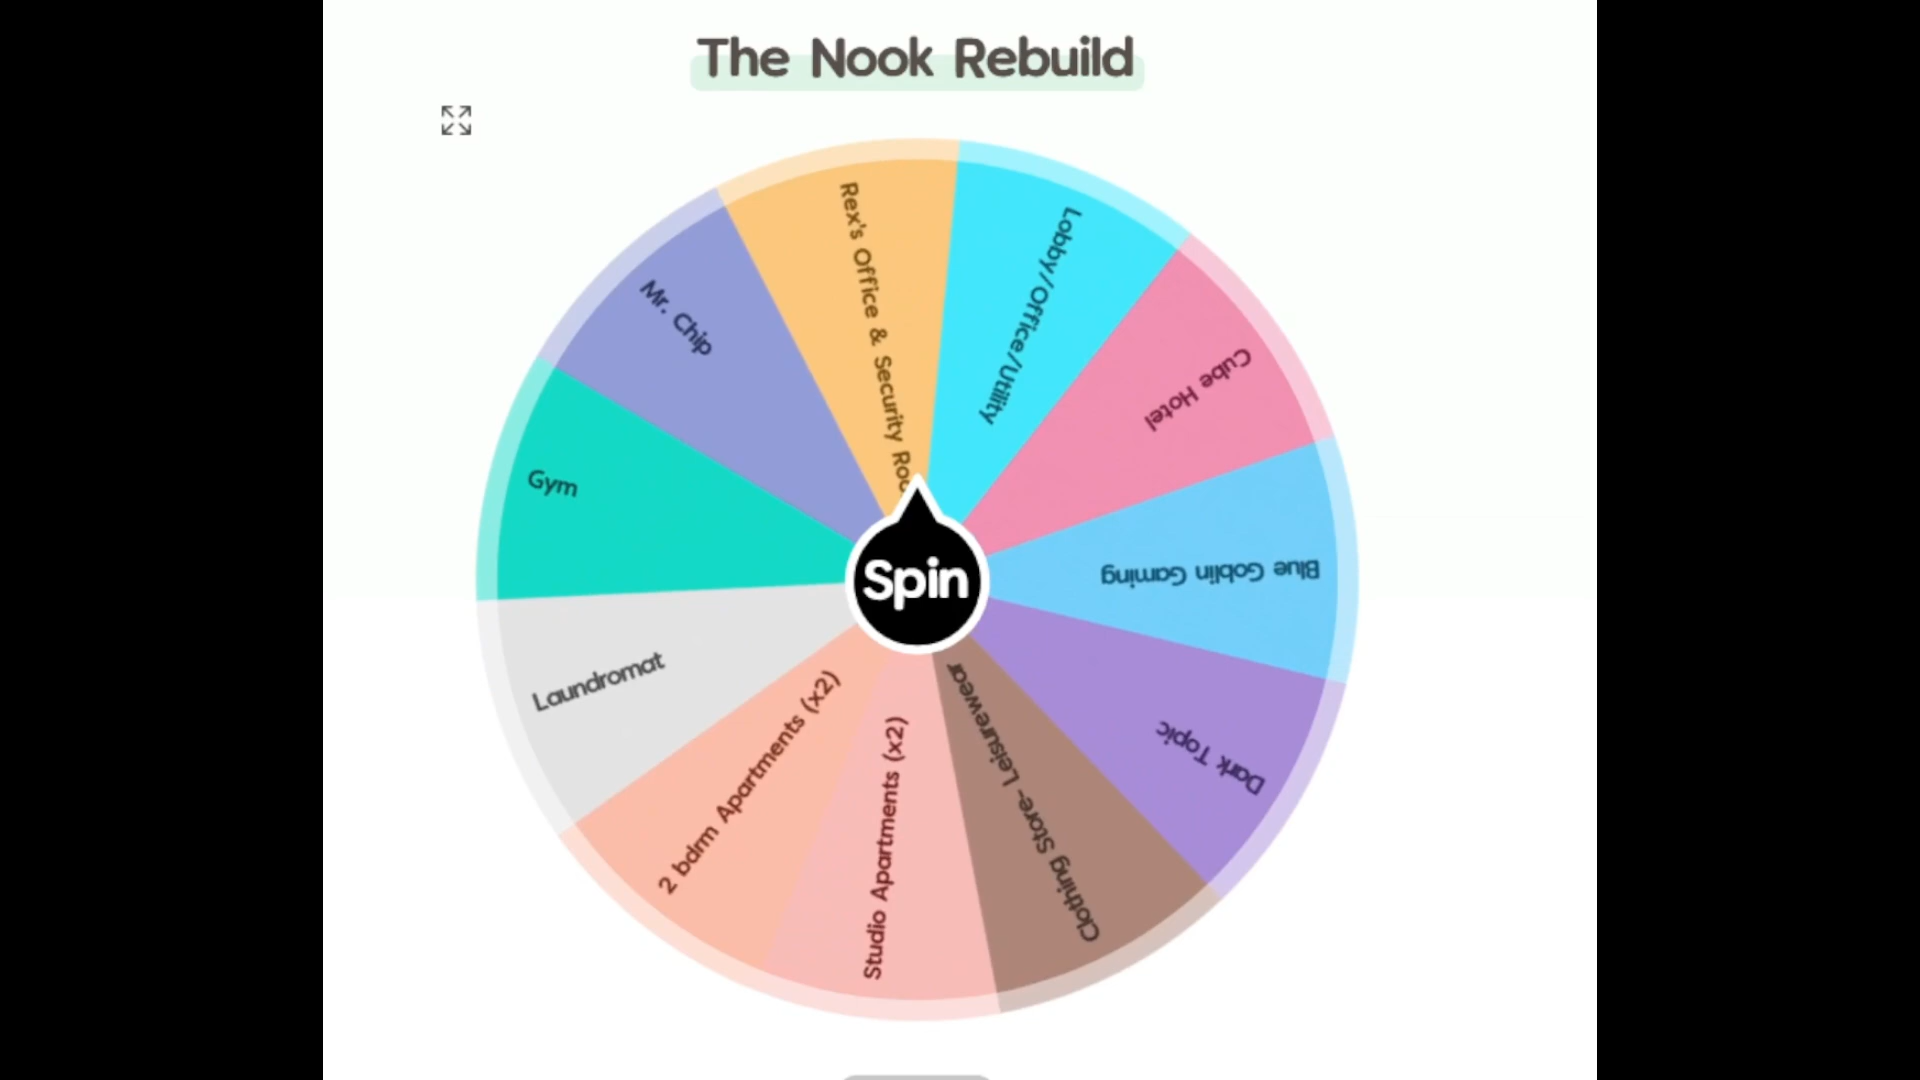 The Nook Rebuild
Rex's Office & Security
Lobby/Office/Utility
Cube Hotel
Blue Goblin Gaming
Dark Topic
Clothing Store- Leisurewear
Studio Apartments (x2)
2 bdrm Apartments (x2)
Laundromat
Gym
Mr. Chip
Spin